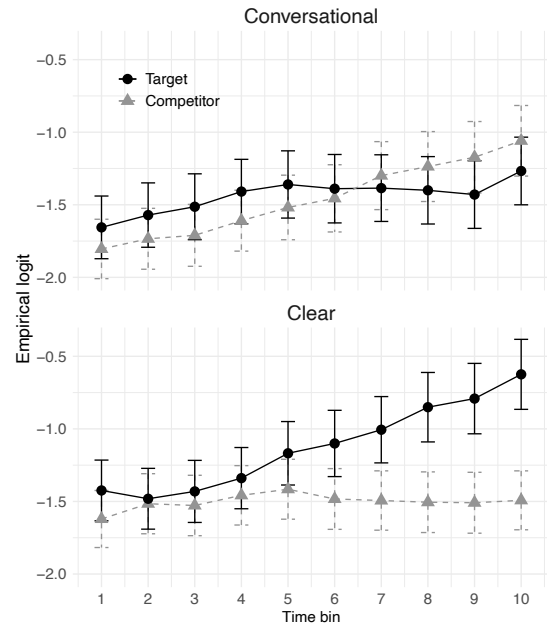 Conversational
−0.5
Target
Competitor
−1.0
−1.5
−2.0
Empirical logit
Clear
−0.5
−1.0
−1.5
−2.0
1 2 3 4 5 6 7 8 9 10
Time bin